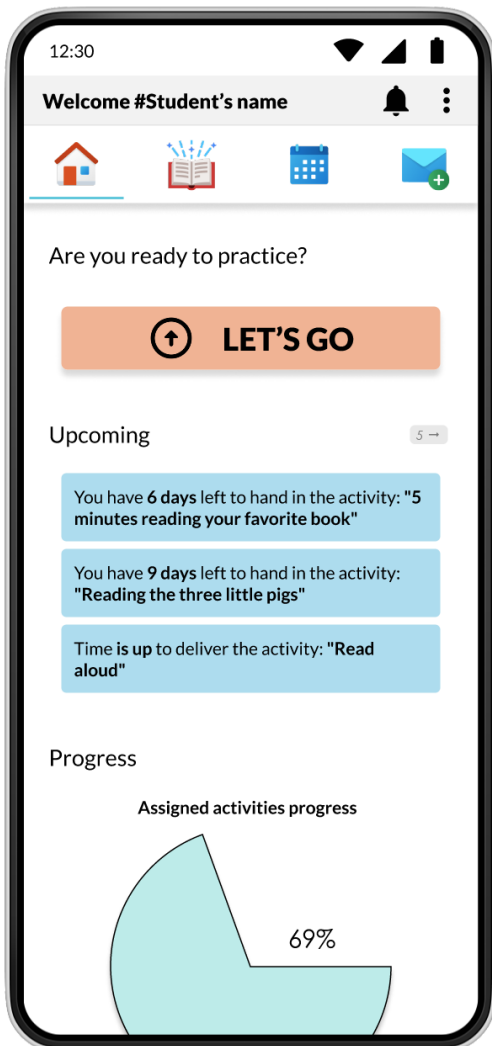 12:30
Welcome #Student’s name
Are you ready to practice?
LET’S GO
Upcoming
5 →
You have 6 days left to hand in the activity: "5
minutes reading your favorite book"
You have 9 days left to hand in the activity:
"Reading the three little pigs"
Time is up to deliver the activity: "Read
aloud"
Progress
Assigned activities progress
69%